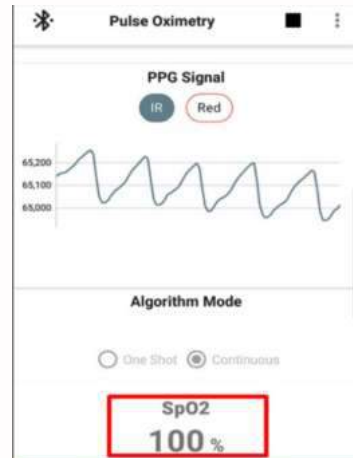 Pulse Oximetry
PPG Signal
IR Red
65,200
65,100
65,000
Algorithm Mode
One Shot Continuous
SpO2
100 %